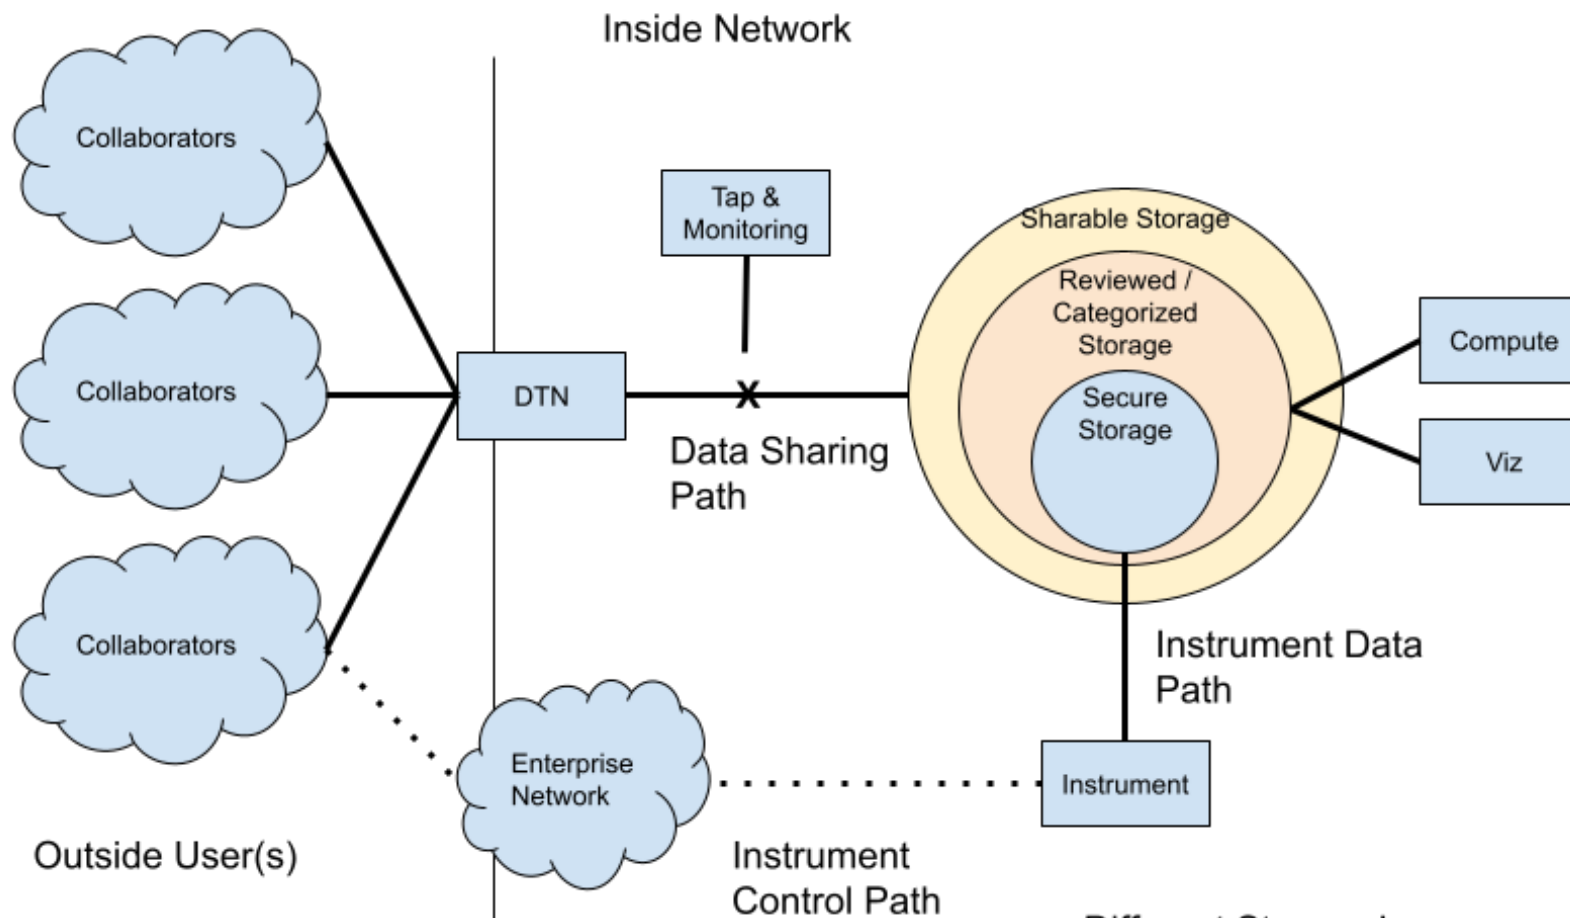 Inside Network
Collaborators
Tap &
Monitoring
Sharable Storage
Reviewed /
Categorized
Storage
Compute
Collaborators
DTN
Secure
Storage
Data Sharing
Path
Viz
Collaborators
Instrument Data
Path
Enterprise
Network
Instrument
Outside User(s)
Instrument
Control Path